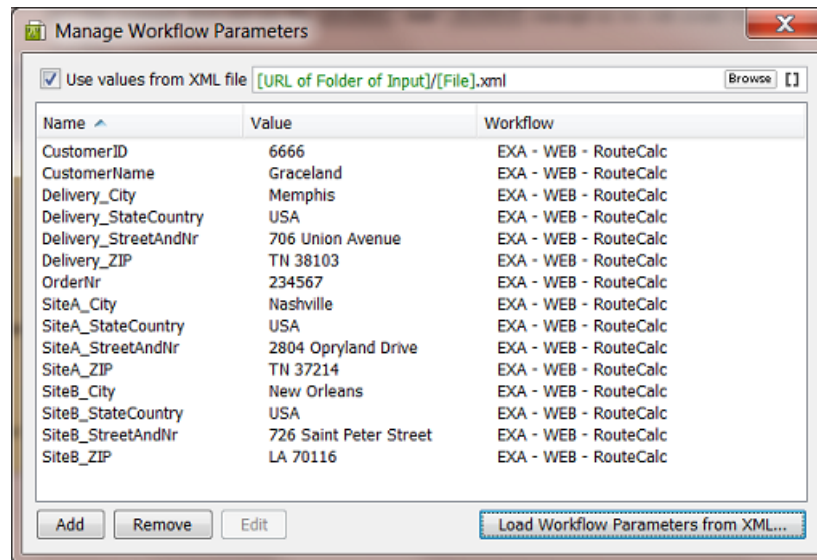 Manage Workflow Parameters
X
Use values from XML file [URL of Folder of Input]/[File].xml Browse []
Name Value Workflow
CustomerID 6666 EXA - WEB - RouteCalc
CustomerName Graceland EXA - WEB - RouteCalc
Delivery_City Memphis EXA - WEB - RouteCalc
Delivery_StateCountry USA EXA - WEB - RouteCalc
Delivery_StreetAndNr 706 Union Avenue EXA - WEB - RouteCalc
Delivery_ZIP TN 38103 EXA - WEB - RouteCalc
OrderNr 234567 EXA - WEB - RouteCalc
SiteA_City Nashville EXA - WEB - RouteCalc
SiteA_StateCountry USA EXA - WEB - RouteCalc
SiteA_StreetAndNr 2804 Opryland Drive EXA - WEB - RouteCalc
SiteA_ZIP TN 37214 EXA - WEB - RouteCalc
SiteB_City New Orleans EXA - WEB - RouteCalc
SiteB_StateCountry USA EXA - WEB - RouteCalc
SiteB_StreetAndNr 726 Saint Peter Street EXA - WEB - RouteCalc
SiteB_ZIP LA 70116 EXA - WEB - RouteCalc
Add Remove Edit Load Workflow Parameters from XML...